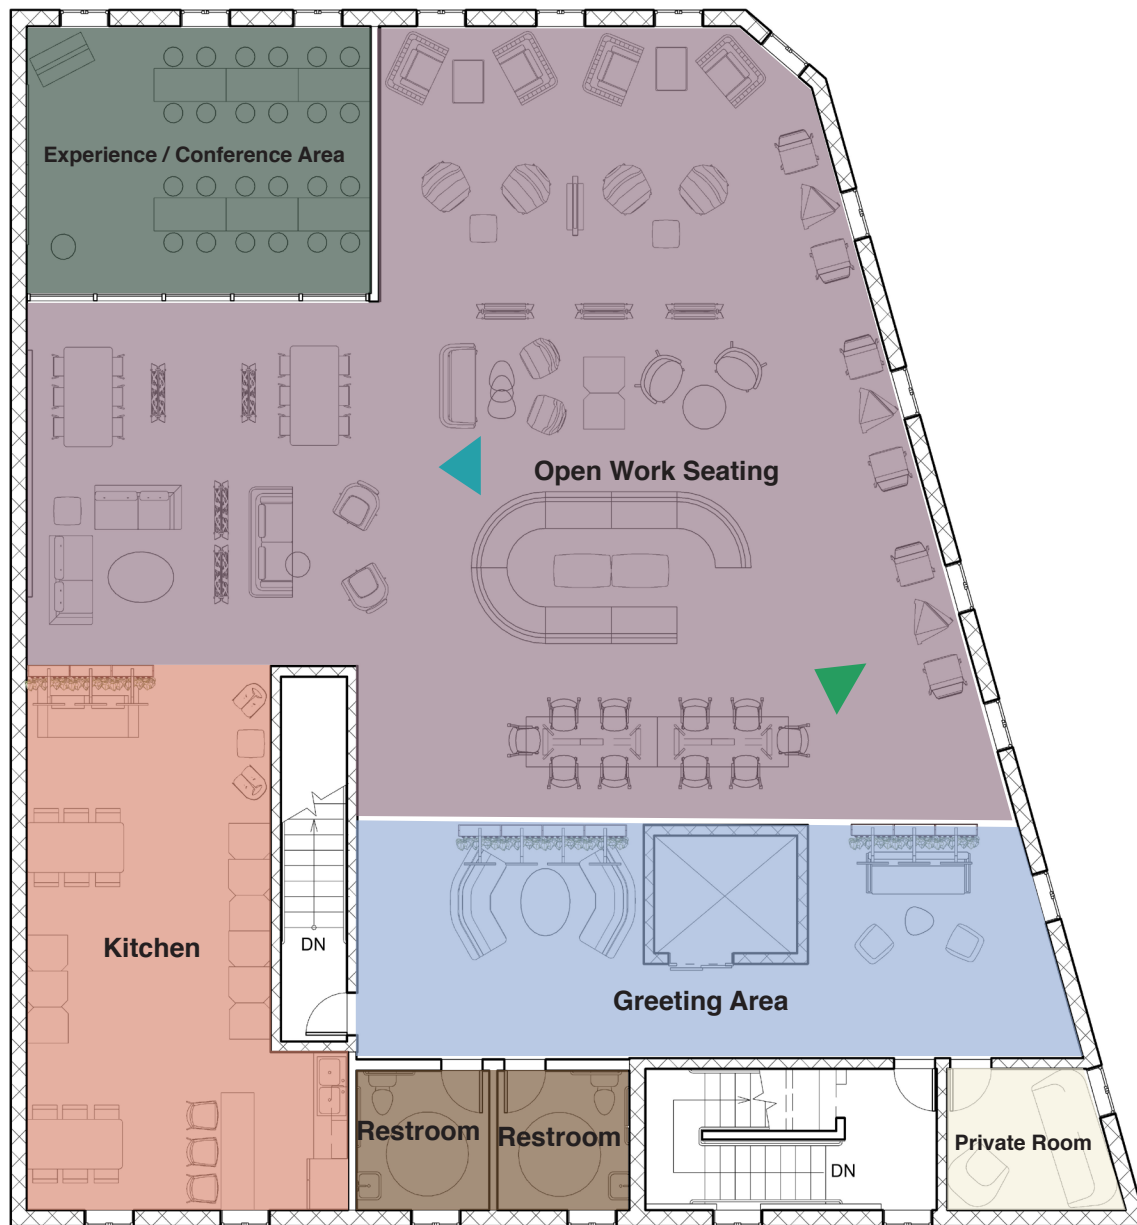 Experience / Conference Area
Open Work Seating
Kitchen
DN
Greeting Area
Restroom
Restroom
DN
Private Room